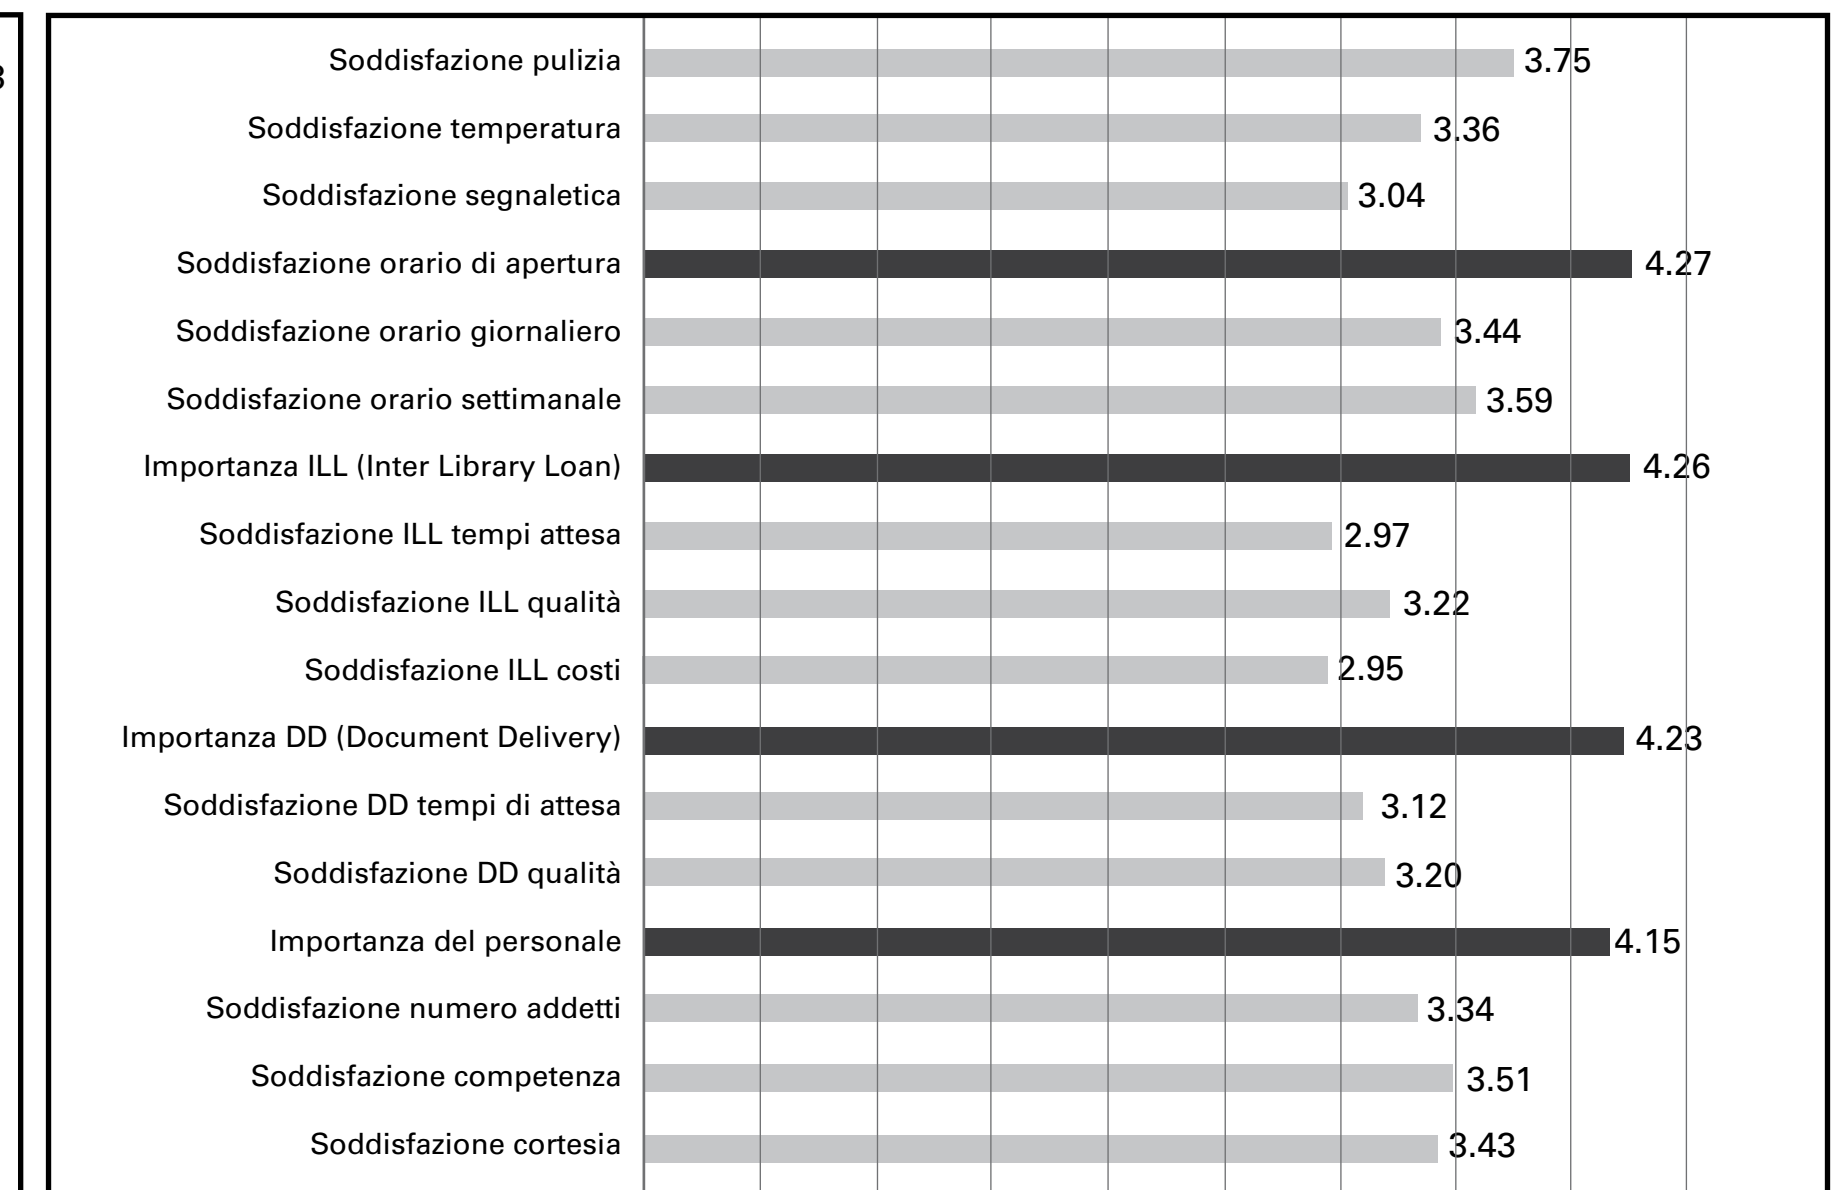 Soddisfazione pulizia 3.75
Soddisfazione temperatura 3.36
Soddisfazione segnaletica 3.04
Soddisfazione orario di apertura 4.27
Soddisfazione orario giornaliero 3.44
Soddisfazione orario settimanale 3.59
Importanza ILL (Inter Library Loan) 4.26
Soddisfazione ILL tempi attesa 2.97
Soddisfazione ILL qualità 3.22
Soddisfazione ILL costi 2.95
Importanza DD (Document Delivery) 4.23
Soddisfazione DD tempi di attesa 3.12
Soddisfazione DD qualità 3.20
Importanza del personale 4.15
Soddisfazione numero addetti 3.34
Soddisfazione competenza 3.51
Soddisfazione cortesia 3.43